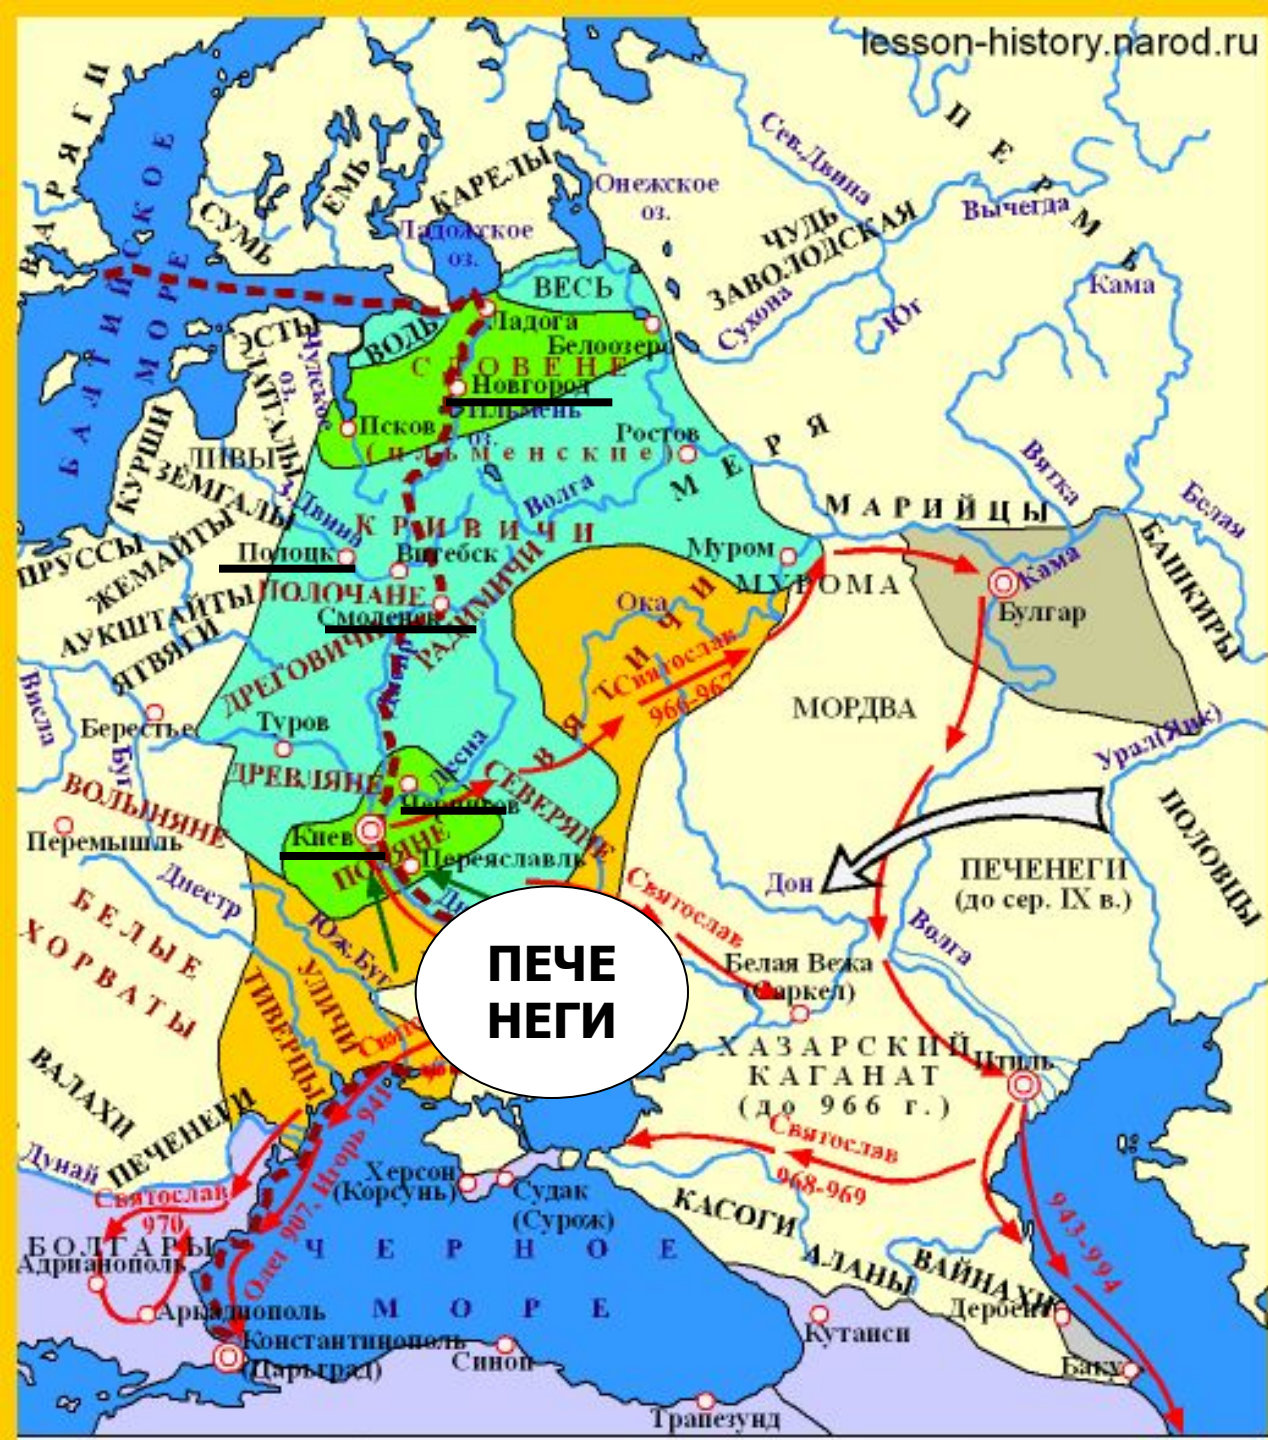 lesson-history.narod.ru
ВАРЯГИ
БАЛТИЙСКОЕ
МОРЕ
СУМЬ
ЕМЬ
КАРЕЛЫ
Ладожское
оз.
Онежское
оз.
Сев.Двина
ПЕРМЬ
Вычегда
ЧУДЬ
ЗАВОЛОДСКАЯ
Сухона
Юг
Кама
ВЕСЬ
Ладога
Белоозеро
ВОДЬ
ЭСТЫ
Чудское
оз.
ЛАТГАЛЫ
СЛОВЕНЕ
Новгород
Ильмень
оз.
Псков
(ильменские)
Ростов
МЕРЯ
Волга
Вятка
Белая
МАРИЙЦЫ
БАШКИРЫ
КУРШИ
ЛИВЫ
ЗЕМГАЛЫ
З.Двина
КРИВИЧИ
Полоцк
Витебск
Муром
МУРОМА
Кама
Булгар
ПРУССЫ
ЖЕМАЙТЫ
АУКШТАЙТЫ
ЯТВЯГИ
ПОЛОЧАНЕ
Смоленск
РАДИМИЧИ
ДРЕГОВИЧИ
Днепр
Ока
ВЯТИЧИ
Святослав
966-967
МОРДВА
Висла
Берестье
Буг
Туров
Десна
Урал(Яик)
ВОЛЫНЯНЕ
ДРЕВЛЯНЕ
СЕВЕРЯНЕ
Чернигов
Перемышль
Киев
ПОЛЯНЕ
Переяславль
ПОЛОВЦЫ
ПЕЧЕНЕГИ
(до сер. IX в.)
Дон
Днестр
БЕЛЫЕ
ХОРВАТЫ
Юж.Буг
Святослав
Волга
ПЕЧЕ
НЕГИ
Белая Вежа
(Саркел)
УЛИЧИ
ТИВЕРЦЫ
ХАЗАРСКИЙ
КАГАНАТ
(до 966 г.)
Итиль
ВАЛАХИ
ПЕЧЕНЕГИ
Дунай
Святослав
970
Олег 907, Игорь 941
Херсон
(Корсунь)
Судак
(Сурож)
Святослав
968-969
943-994
КАСОГИ
АЛАНЫ
ВАЙНАХИ
БОЛГАРЫ
Адрианополь
Аркадиополь
ЧЕРНОЕ
МОРЕ
Константинополь
(Царьград)
Синоп
Трапезунд
Кутаиси
Дербент
Баку